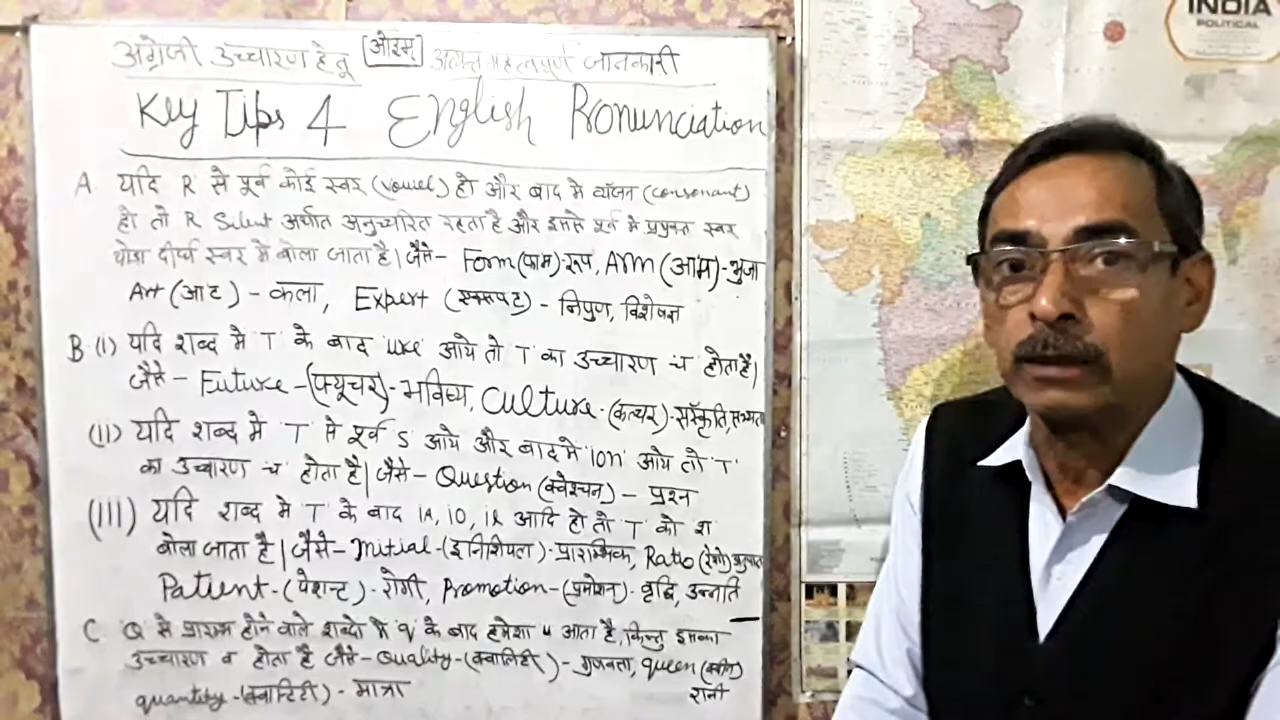 अंग्रेजी उच्चारण हेतू [ओ३म्] अत्यन्त महत्वपूर्ण जानकारी
Key Tips 4 English Pronunciation
A. यदि R से पूर्व कोई स्वर (vowel) हो और बाद मे व्यंजन (consonant)
हो तो R Silent अर्थात अनुच्चरित रहता है और इससे पूर्व मे प्रयुक्त स्वर
थोडा दीर्घ स्वर मे बोला जाता है। जैसे - Form (फाम)-रूप, Arm (आम)-भुजा
Art (आट) - कला, Expert (एक्सपट) - निपुण, विशेषज्ञ
B (I) यदि शब्द मे 'T' के बाद 'ure' आये तो 'T' का उच्चारण 'च' होता है।
जैसे - Future - (फ्यूचर) - भविष्य, Culture - (कल्चर) - संस्कृति, सभ्यता
(II) यदि शब्द मे 'T' से पूर्व S आये और बाद मे 'ion' आये तो 'T'
का उच्चारण 'च' होता है। जैसे - Question (क्वेश्चन) - प्रश्न
(III) यदि शब्द मे 'T' के बाद IA, IO, IE आदि हो तो T को श
बोला जाता है। जैसे - Initial - (इनिशियल) - प्रारम्भिक, Ratio (रेशो) अनुपात
Patient - (पेशन्ट) - रोगी, Promotion - (प्रमोशन) - वृद्धि, उन्नति
C Q से प्रारम्भ होने वाले शब्दो मे q के बाद हमेशा u आता है, किन्तु इसका
उच्चारण व होता है जैसे - Quality - (क्वालिटी) - गुणवता, queen (क्वीन)
quantity - (क्वान्टिटी) - मात्रा रानी
INDIA
POLITICAL